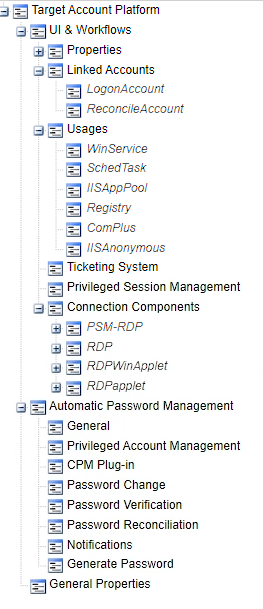 Target Account Platform
UI & Workflows
Properties
Linked Accounts
LogonAccount
ReconcileAccount
Usages
WinService
SchedTask
IISAppPool
Registry
ComPlus
IISAnonymous
Ticketing System
Privileged Session Management
Connection Components
PSM-RDP
RDP
RDPWinApplet
RDPapplet
Automatic Password Management
General
Privileged Account Management
CPM Plug-in
Password Change
Password Verification
Password Reconciliation
Notifications
Generate Password
General Properties